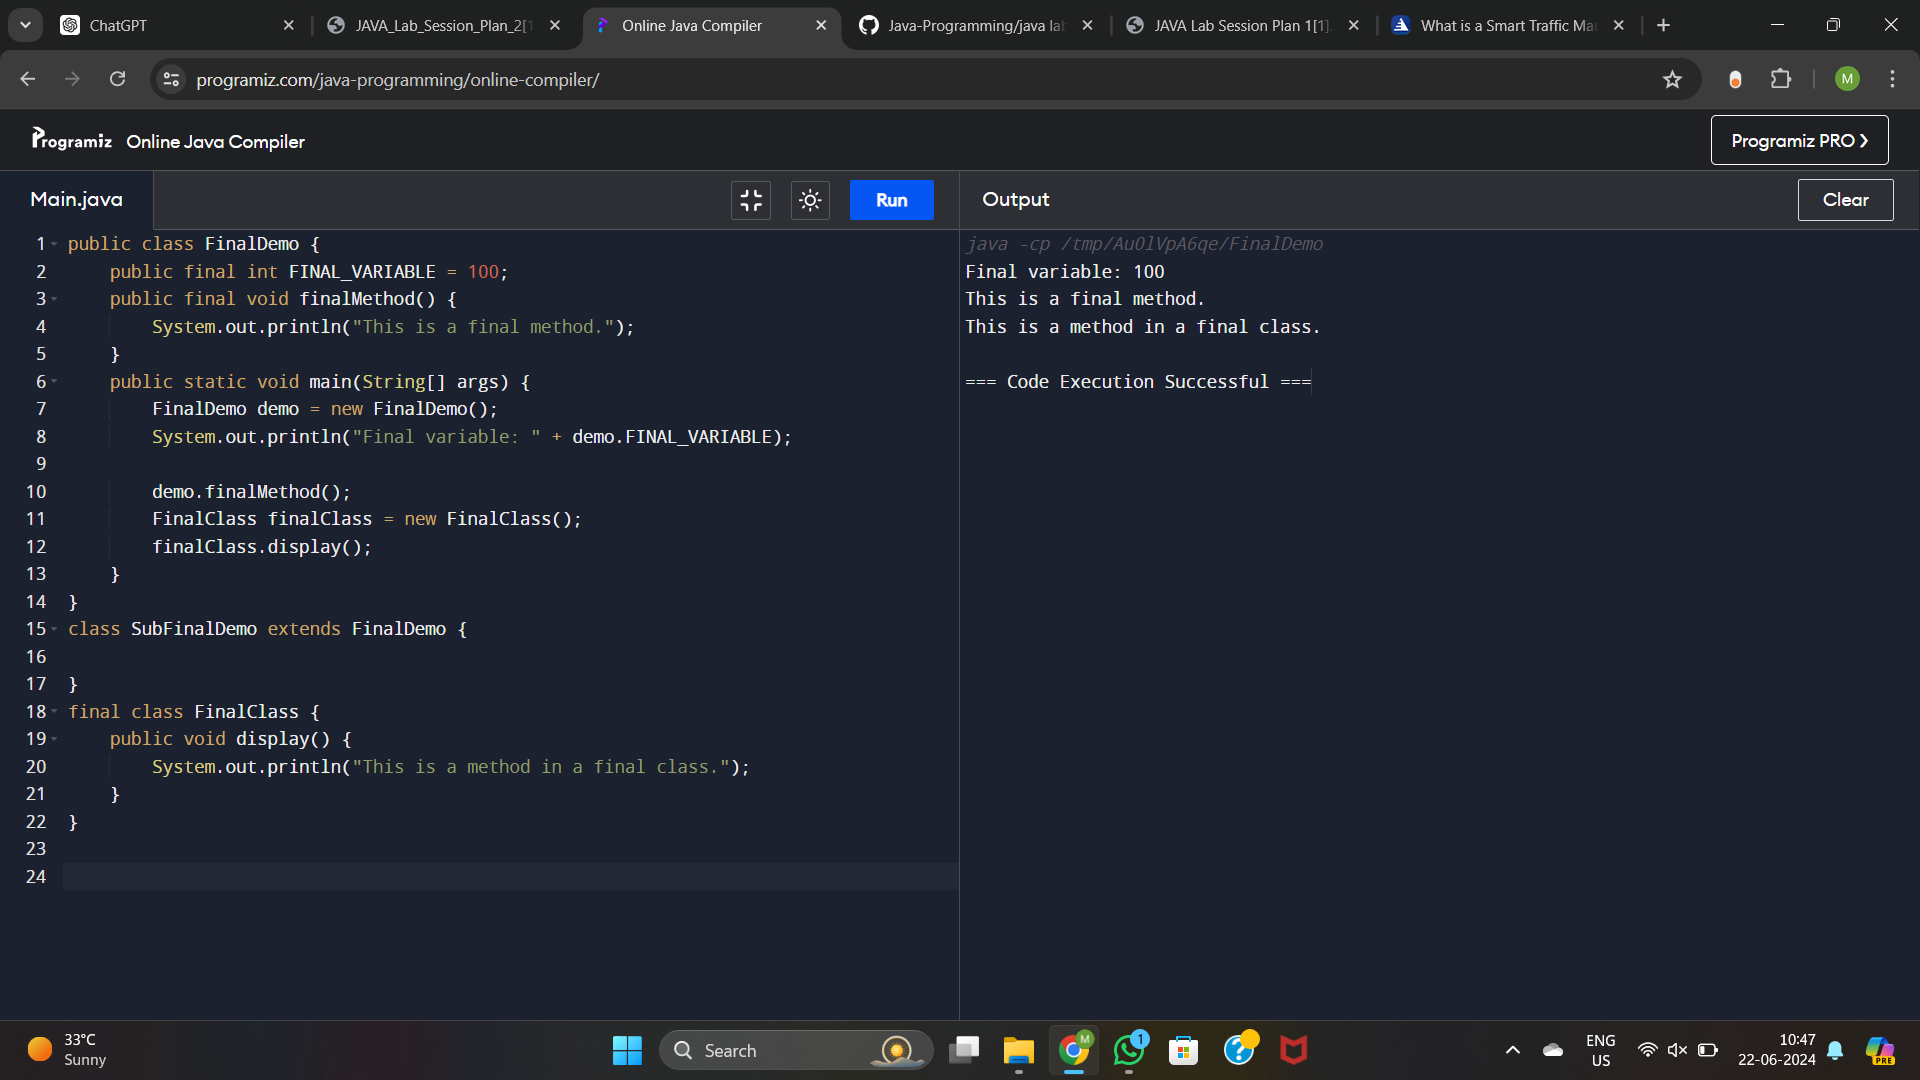 ChatGPT
JAVA_Lab_Session_Plan_2[1
Online Java Compiler
Java-Programming/java la
JAVA Lab Session Plan 1[1].
What is a Smart Traffic Ma
programiz.com/java-programming/online-compiler/
M
Programiz
Online Java Compiler
Programiz PRO
Main.java
Run
Output
Clear
1 public class FinalDemo {
2 public final int FINAL_VARIABLE = 100;
3 public final void finalMethod() {
4 System.out.println("This is a final method.");
5 }
6 public static void main(String[] args) {
7 FinalDemo demo = new FinalDemo();
8 System.out.println("Final variable: " + demo.FINAL_VARIABLE);
9
10 demo.finalMethod();
11 FinalClass finalClass = new FinalClass();
12 finalClass.display();
13 }
14 }
15 class SubFinalDemo extends FinalDemo {
16
17 }
18 final class FinalClass {
19 public void display() {
20 System.out.println("This is a method in a final class.");
21 }
22 }
23
24
java -cp /tmp/AuOlVpA6qe/FinalDemo
Final variable: 100
This is a final method.
This is a method in a final class.
=== Code Execution Successful ===
33°C
Sunny
Search
M
1
ENG
US
10:47
22-06-2024
PRE